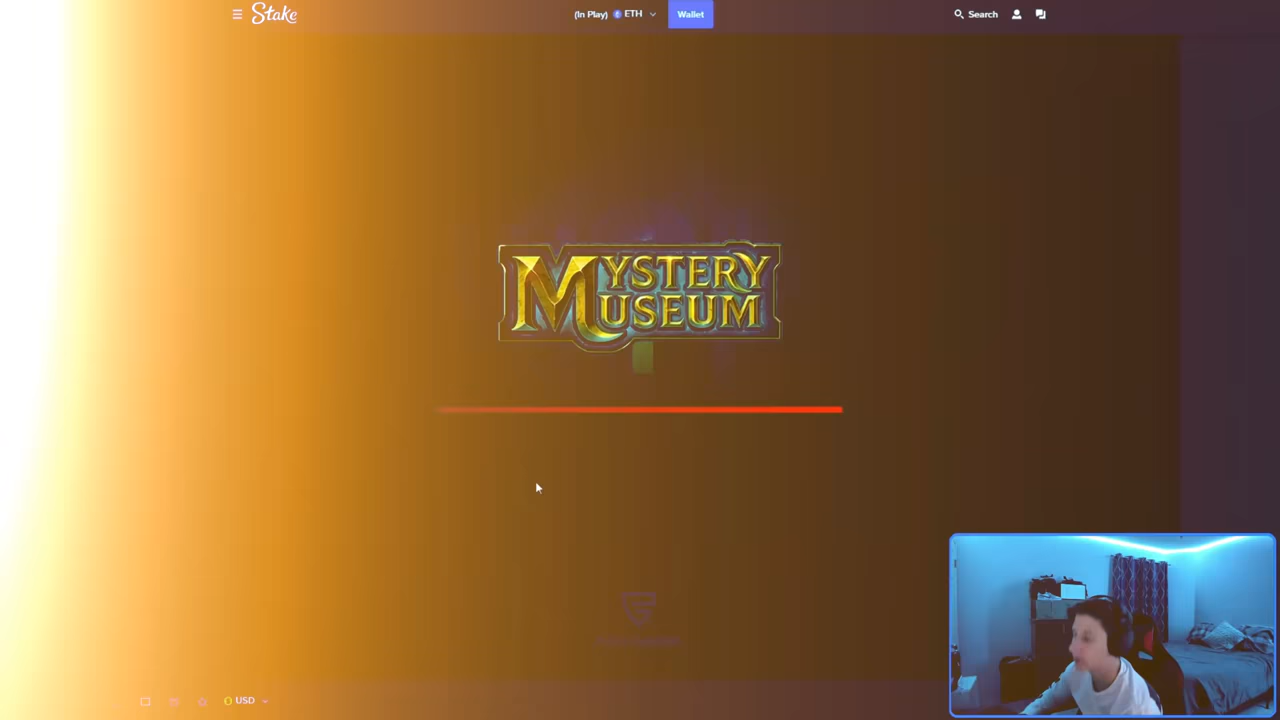 Stake
(In Play) ETH
Wallet
Search
MYSTERY
MUSEUM
USD